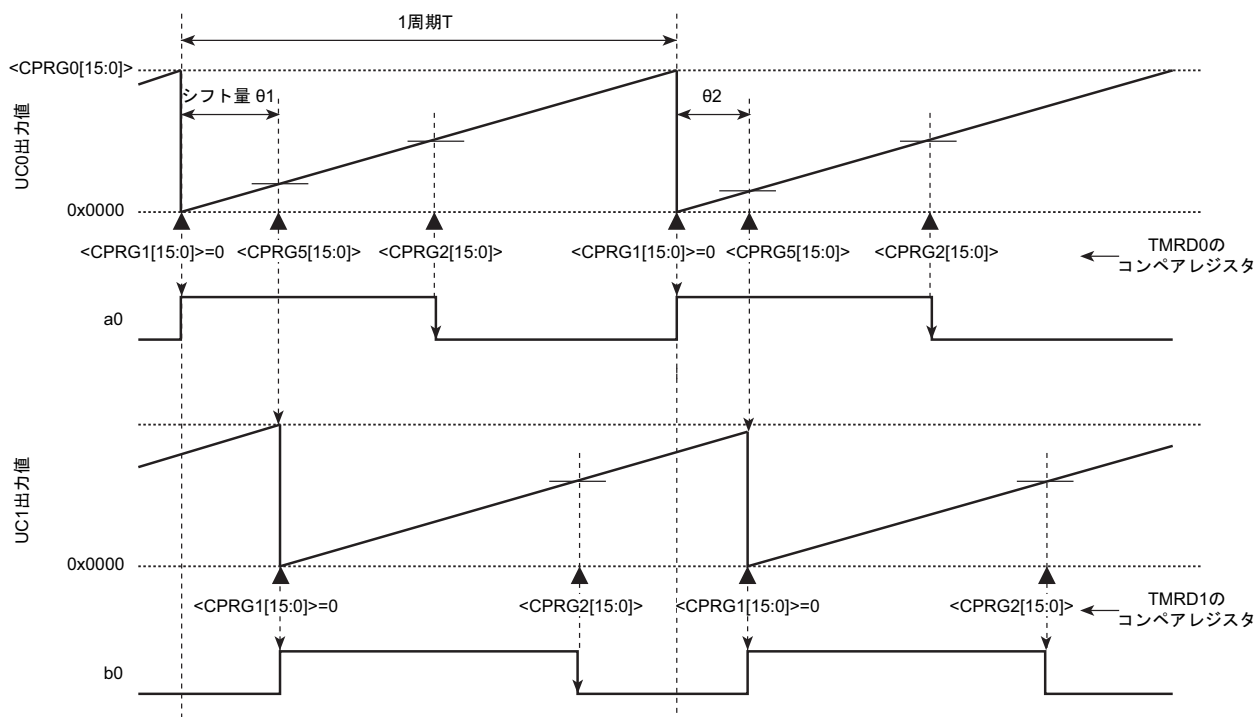 1周期T
<CPRG0[15:0]>
シフト量 θ1
θ2
UC0出力値
0x0000
<CPRG1[15:0]>=0
<CPRG5[15:0]>
<CPRG2[15:0]>
<CPRG1[15:0]>=0
<CPRG5[15:0]>
<CPRG2[15:0]>
TMRD0の
コンペアレジスタ
a0
UC1出力値
0x0000
<CPRG1[15:0]>=0
<CPRG2[15:0]>
<CPRG1[15:0]>=0
<CPRG2[15:0]>
TMRD1の
コンペアレジスタ
b0